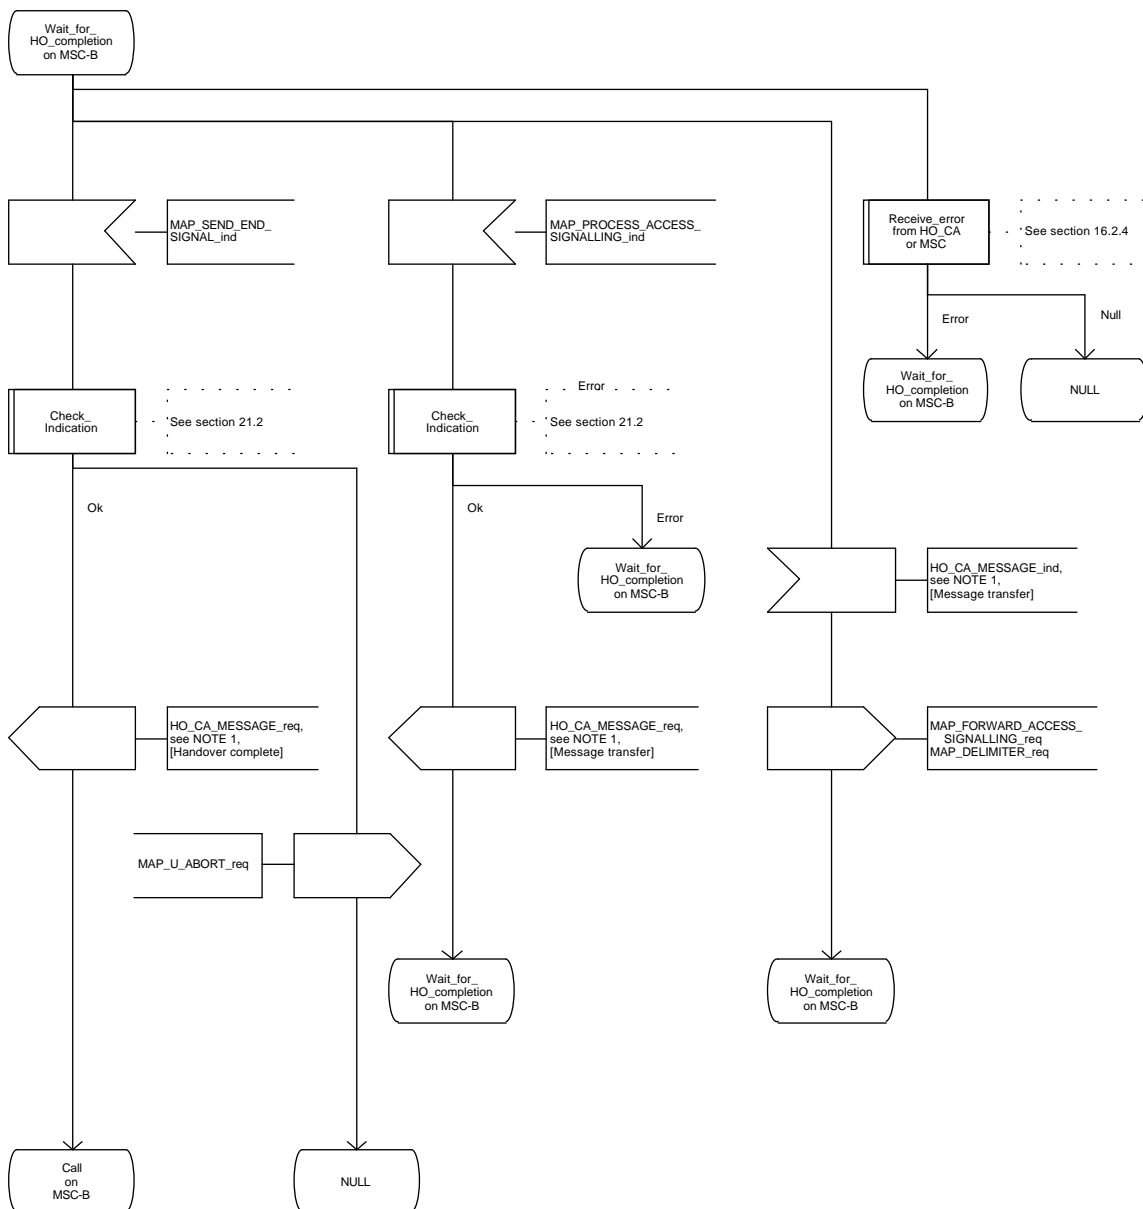 Wait_for_
HO_completion
on MSC-B
MAP_SEND_END_
SIGNAL_ind
MAP_PROCESS_ACCESS_
SIGNALLING_ind
Receive_error
from HO_CA
or MSC
See section 16.2.4
Error
Null
Wait_for_
HO_completion
on MSC-B
NULL
Check_
Indication
See section 21.2
Error
Check_
Indication
See section 21.2
Ok
Ok
Error
Wait_for_
HO_completion
on MSC-B
HO_CA_MESSAGE_ind,
see NOTE 1,
[Message transfer]
HO_CA_MESSAGE_req,
see NOTE 1,
[Handover complete]
HO_CA_MESSAGE_req,
see NOTE 1,
[Message transfer]
MAP_FORWARD_ACCESS_
SIGNALLING_req
MAP_DELIMITER_req
MAP_U_ABORT_req
Wait_for_
HO_completion
on MSC-B
Wait_for_
HO_completion
on MSC-B
Call
on
MSC-B
NULL